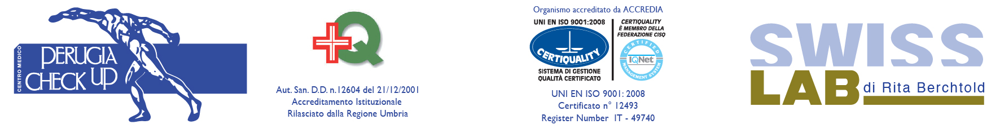 CENTRO MEDICO
PERUGIA
CHECK UP
Aut. San. D.D. n.12604 del 21/12/2001
Accreditamento Istituzionale
Rilasciato dalla Regione Umbria
Organismo accreditato da ACCREDIA
UNI EN ISO 9001:2008
CERTIQUALITY
SISTEMA DI GESTIONE
QUALITÀ CERTIFICATO
CERTIQUALITY
È MEMBRO DELLA
FEDERAZIONE CISQ
CERTIFIED
IQNet
MANAGEMENT SYSTEM
UNI EN ISO 9001: 2008
Certificato n° 12493
Register Number IT - 49740
SWISS
LAB di Rita Berchtold